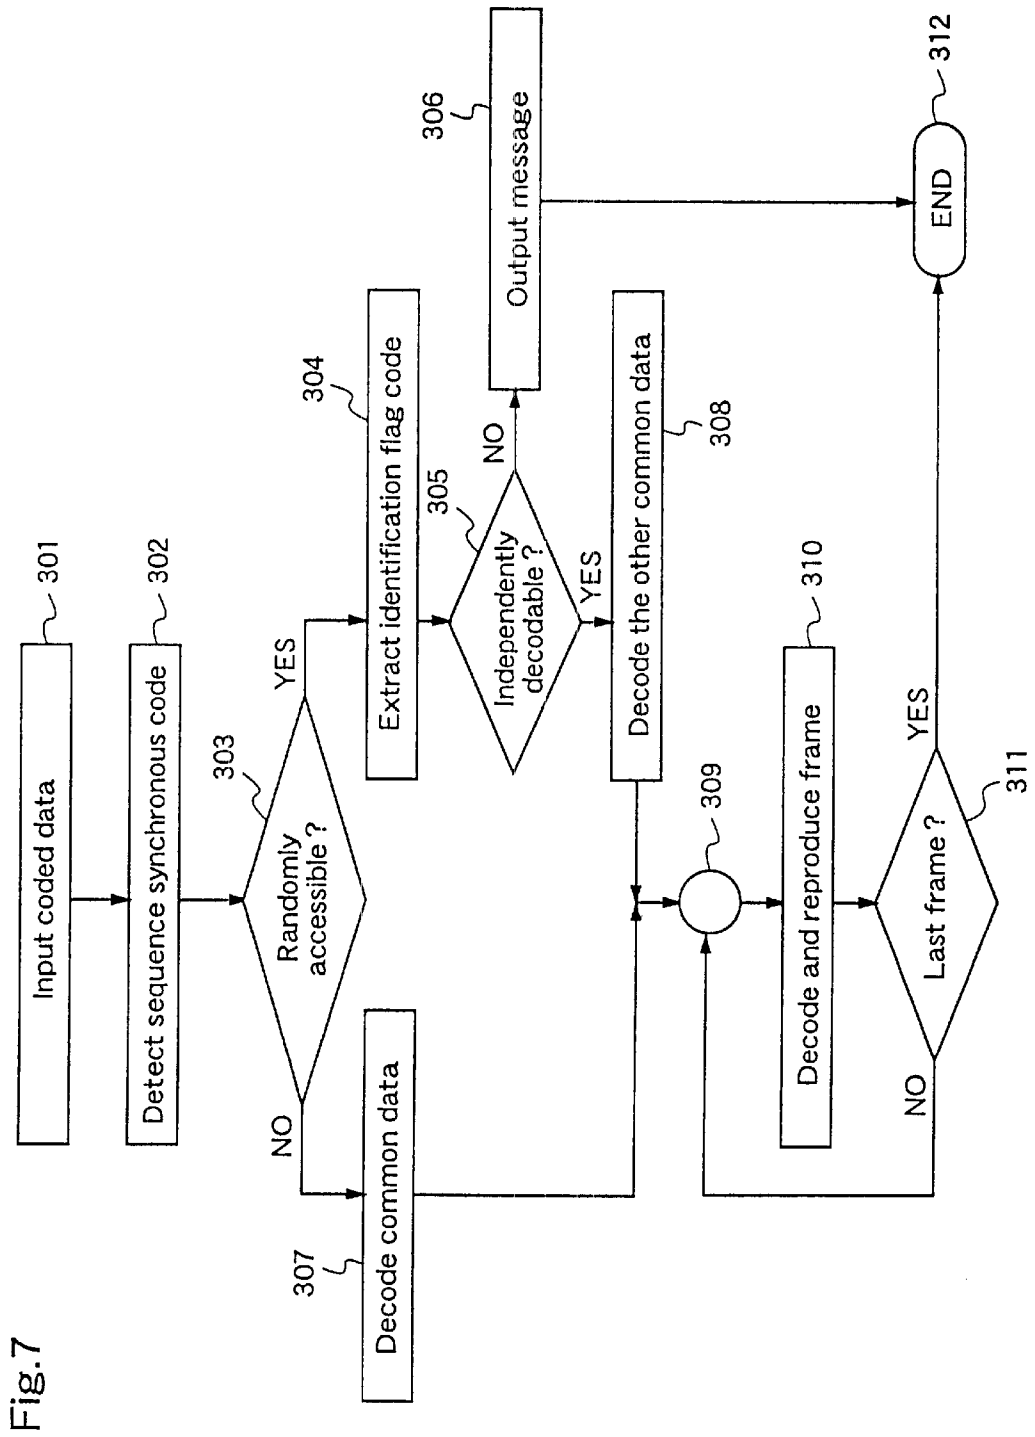 Fig.7
301
Input coded data
302
Detect sequence synchronous code
303
Randomly
accessible?
NO
YES
304
Extract identification flag code
305
Independently
decodable?
NO
YES
306
Output message
307
Decode common data
308
Decode the other common data
309
310
Decode and reproduce frame
311
Last frame?
NO
YES
312
END